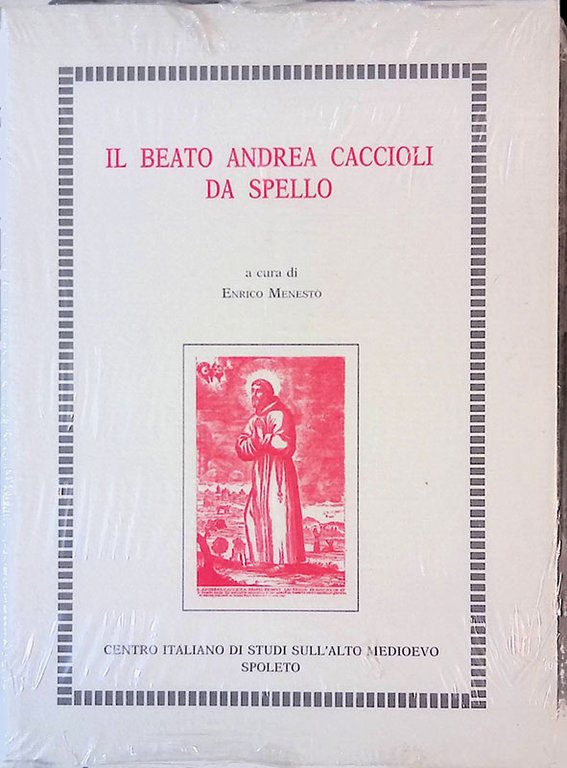 IL BEATO ANDREA CACCIOLI
DA SPELLO
a cura di
ENRICO MENESTÒ
CENTRO ITALIANO DI STUDI SULL'ALTO MEDIOEVO
SPOLETO